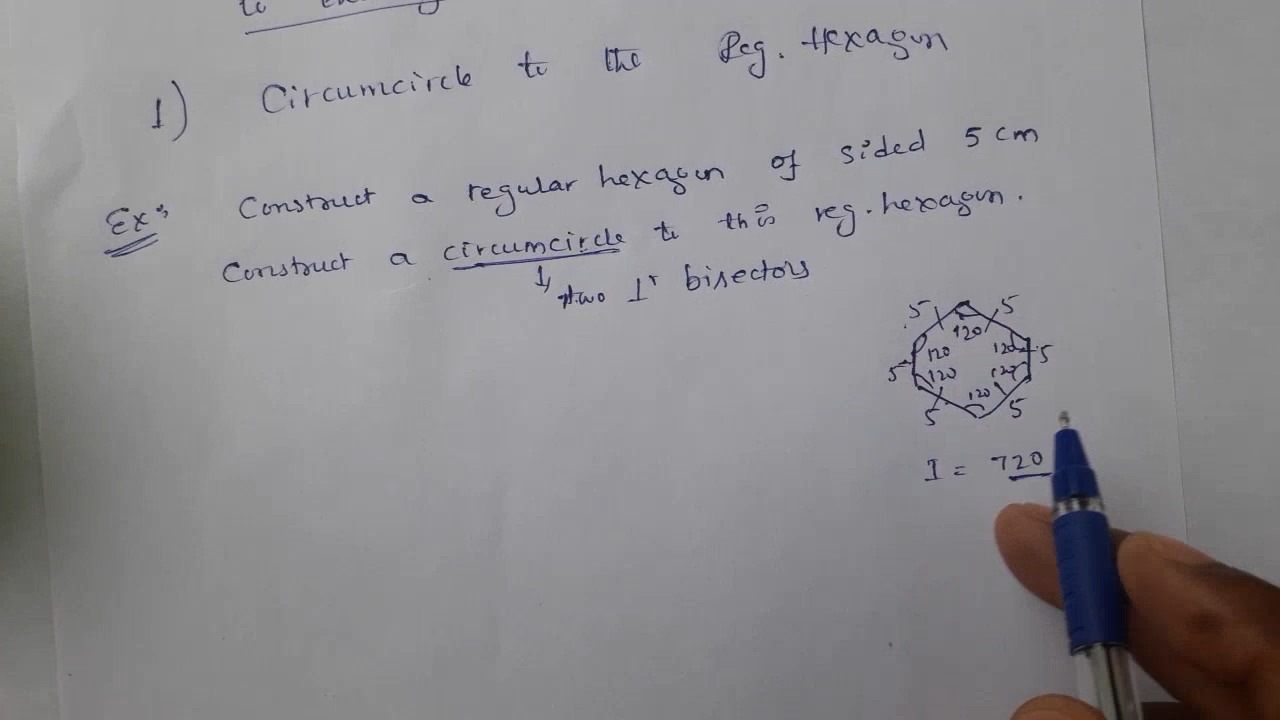 to
1) Circumcircle to the Reg. Hexagon
Ex: Construct a regular hexagon of sided 5 cm
Construct a circumcircle to this reg. hexagon.
two ⊥r bisectors
5 5
120
120 120
5 5
120 120
120
5 5
I = 720